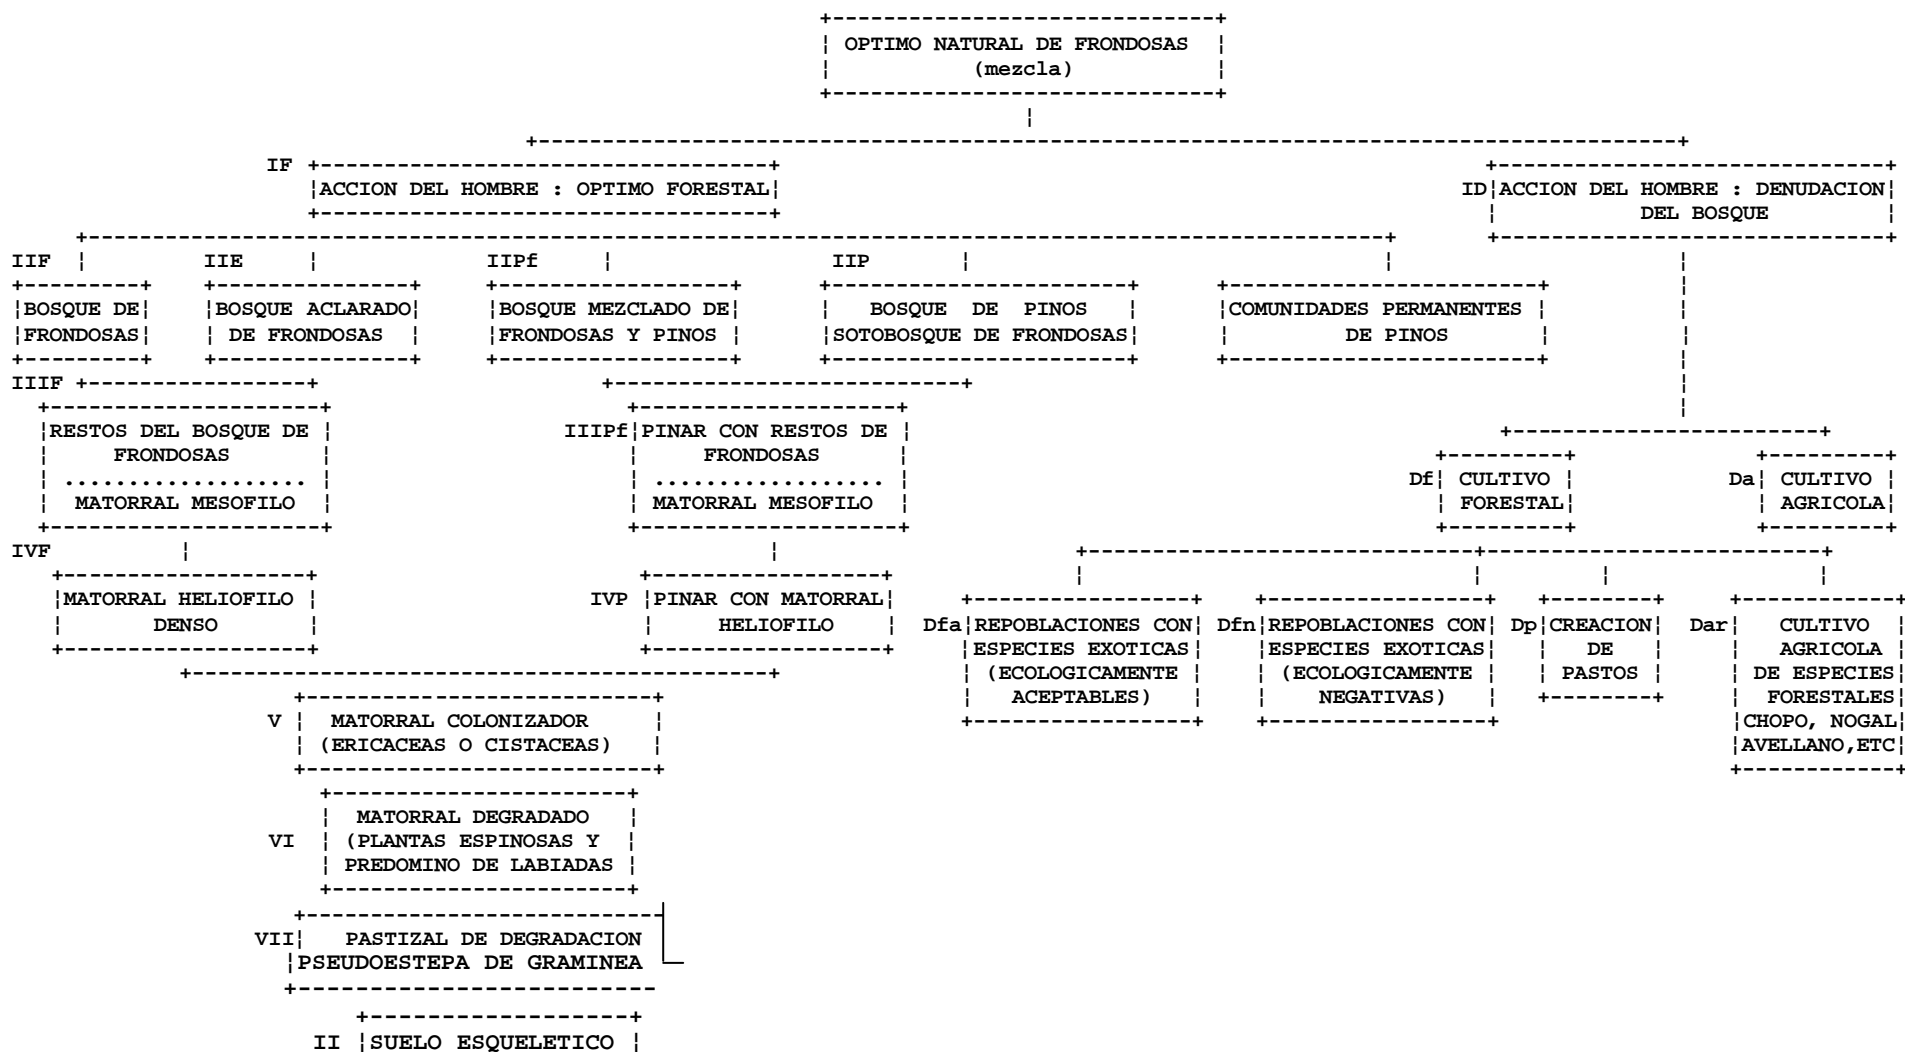 OPTIMO NATURAL DE FRONDOSAS
(mezcla)
IF
ACCION DEL HOMBRE : OPTIMO FORESTAL
ID
ACCION DEL HOMBRE : DENUDACION
DEL BOSQUE
IIF
BOSQUE DE
FRONDOSAS
IIE
BOSQUE ACLARADO
DE FRONDOSAS
IIPf
BOSQUE MEZCLADO DE
FRONDOSAS Y PINOS
IIP
BOSQUE DE PINOS
SOTOBOSQUE DE FRONDOSAS
COMUNIDADES PERMANENTES
DE PINOS
IIIF
RESTOS DEL BOSQUE DE
FRONDOSAS
...................
MATORRAL MESOFILO
IIIPf
PINAR CON RESTOS DE
FRONDOSAS
..................
MATORRAL MESOFILO
Df
CULTIVO
FORESTAL
Da
CULTIVO
AGRICOLA
IVF
MATORRAL HELIOFILO
DENSO
IVP
PINAR CON MATORRAL
HELIOFILO
Dfa
REPOBLACIONES CON
ESPECIES EXOTICAS
(ECOLOGICAMENTE
ACEPTABLES)
Dfn
REPOBLACIONES CON
ESPECIES EXOTICAS
(ECOLOGICAMENTE
NEGATIVAS)
Dp
CREACION
DE
PASTOS
Dar
CULTIVO
AGRICOLA
DE ESPECIES
FORESTALES
CHOPO, NOGAL
AVELLANO,ETC
V
MATORRAL COLONIZADOR
(ERICACEAS O CISTACEAS)
VI
MATORRAL DEGRADADO
(PLANTAS ESPINOSAS Y
PREDOMINO DE LABIADAS
VII
PASTIZAL DE DEGRADACION
PSEUDOESTEPA DE GRAMINEA
II
SUELO ESQUELETICO